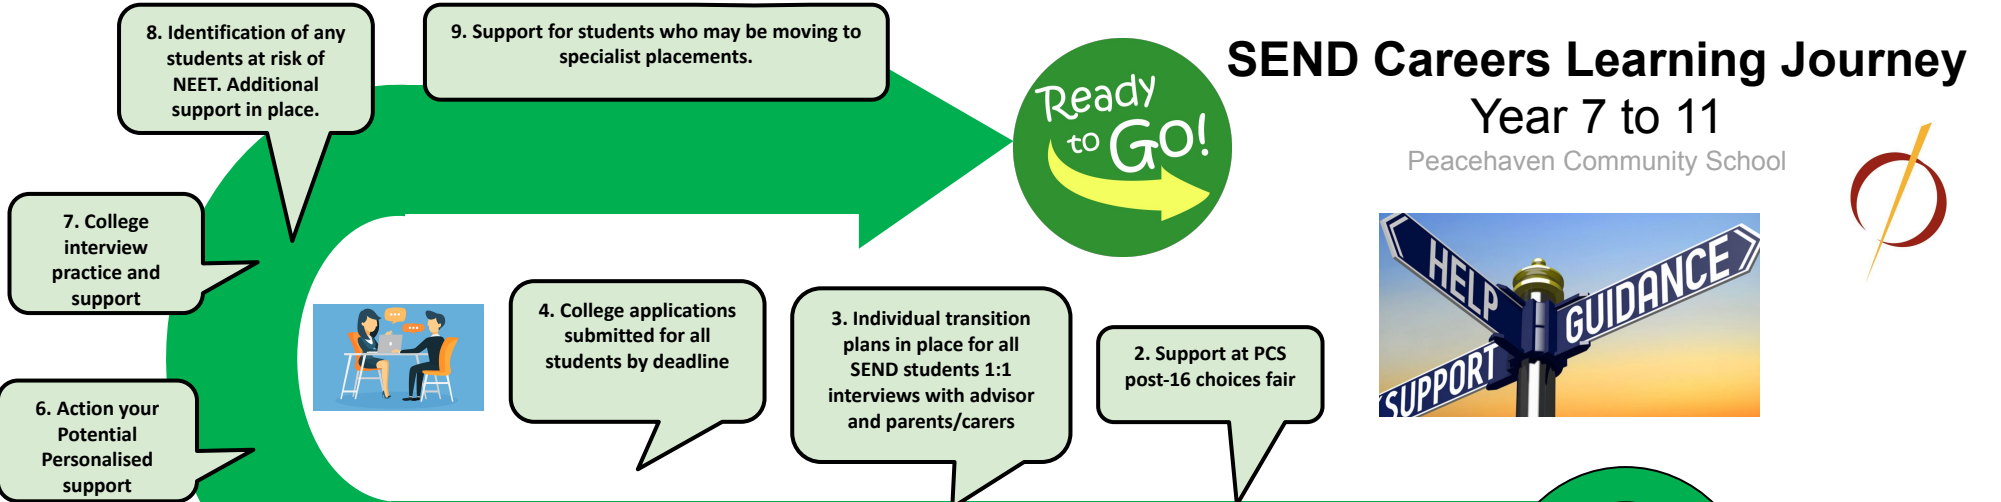 SEND Careers Learning Journey
Year 7 to 11
Peacehaven Community School
8. Identification of any
students at risk of
NEET. Additional
support in place.
9. Support for students who may be moving to
specialist placements.
Ready
to GO!
7. College
interview
practice and
support
HELP
GUIDANCE
SUPPORT
4. College applications
submitted for all
students by deadline
3. Individual transition
plans in place for all
SEND students 1:1
interviews with advisor
and parents/carers
2. Support at PCS
post-16 choices fair
6. Action your
Potential
Personalised
support